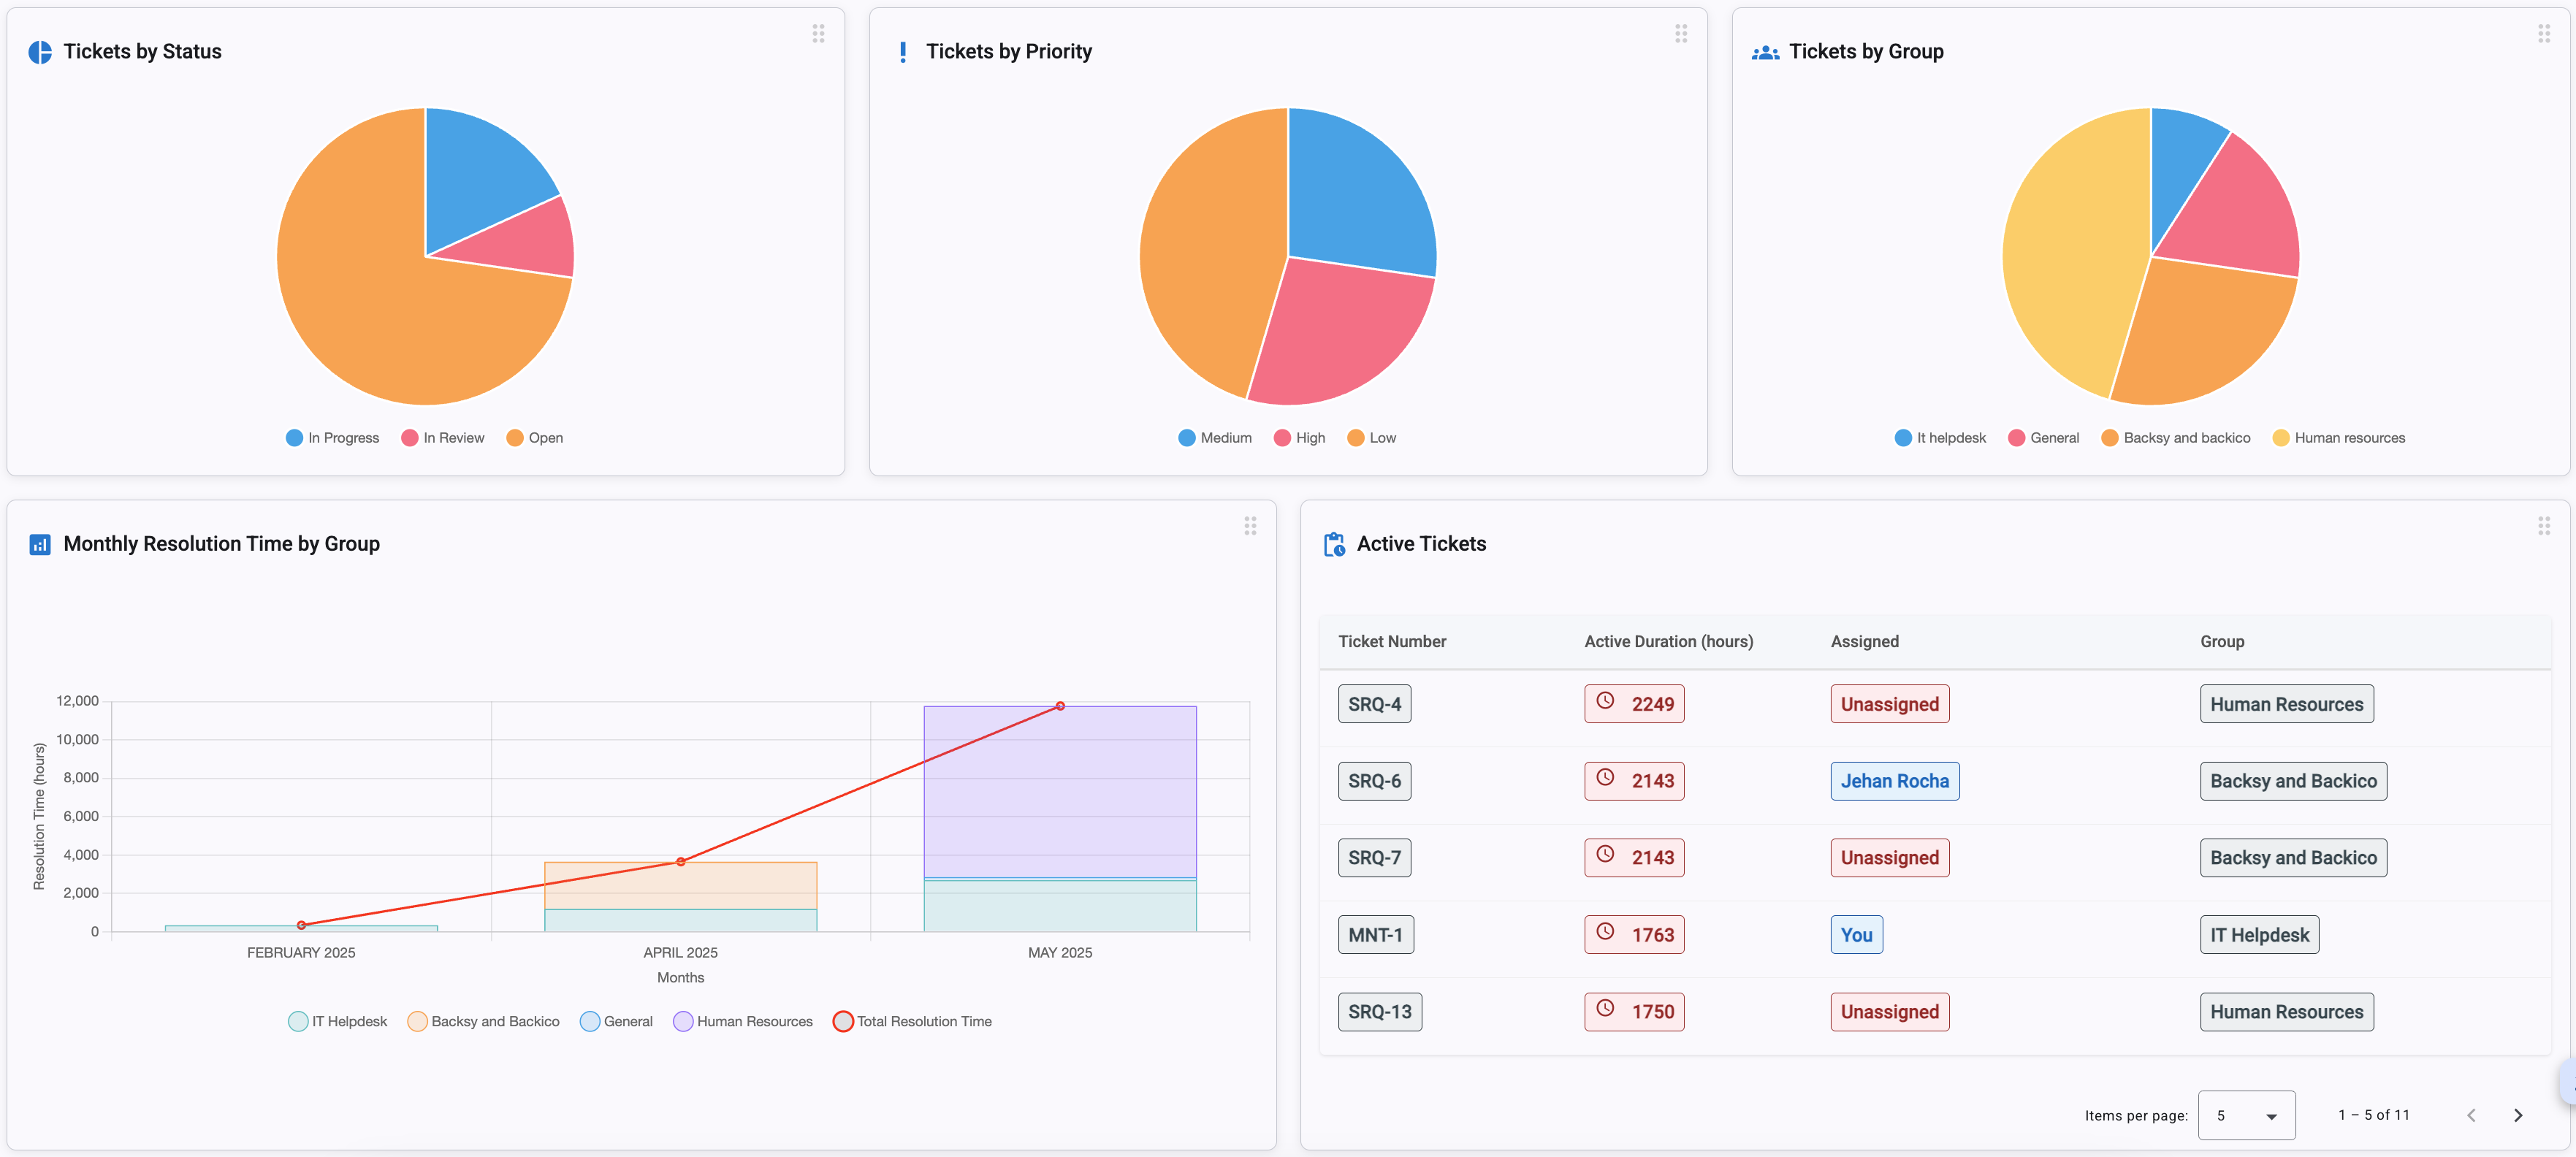 Tickets by Status
In Progress In Review Open
Tickets by Priority
Medium High Low
Tickets by Group
It helpdesk General Backsy and backico Human resources
Monthly Resolution Time by Group
Resolution Time (hours)
12,000
10,000
8,000
6,000
4,000
2,000
0
FEBRUARY 2025 APRIL 2025 MAY 2025
Months
IT Helpdesk Backsy and Backico General Human Resources Total Resolution Time
Active Tickets
Ticket Number Active Duration (hours) Assigned Group
SRQ-4 2249 Unassigned Human Resources
SRQ-6 2143 Jehan Rocha Backsy and Backico
SRQ-7 2143 Unassigned Backsy and Backico
MNT-1 1763 You IT Helpdesk
SRQ-13 1750 Unassigned Human Resources
Items per page: 5 1 – 5 of 11